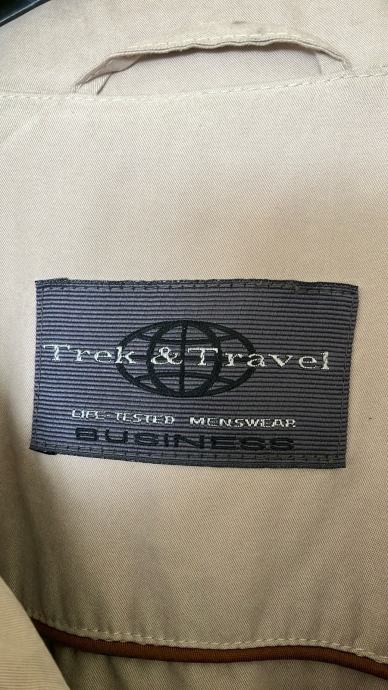 Trek & Travel
LIFE-TESTED MENSWEAR
BUSINESS